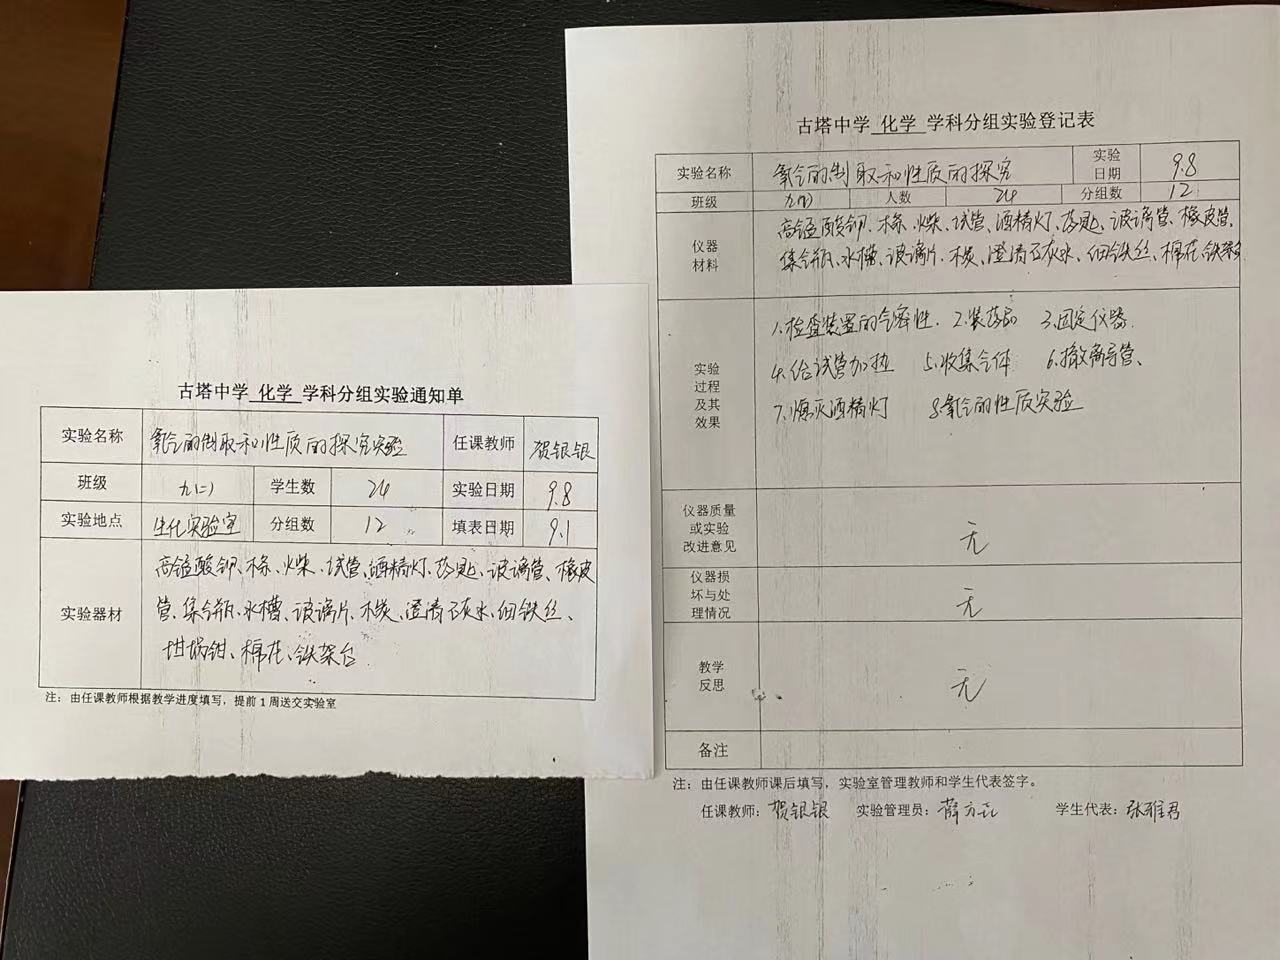 古塔中学 化学 学科分组实验通知单
实验名称 氧气的制取和性质的探究实验 任课教师 贺银银
班级 九(二) 学生数 24 实验日期 9.8
实验地点 生化实验室 分组数 12 填表日期 9.1
实验器材
高锰酸钾、木条、火柴、试管、酒精灯、药匙、玻璃管、橡皮
管、集气瓶、水槽、玻璃片、木炭、澄清石灰水、细铁丝、
坩埚钳、棉花、铁架台
注：由任课教师根据教学进度填写，提前1周送交实验室
古塔中学 化学 学科分组实验登记表
实验名称 氧气的制取和性质的探究 实验日期 9.8
班级 人数 24 分组数 12
仪器材料
高锰酸钾、木条、火柴、试管、酒精灯、药匙、玻璃管、橡皮管、
集气瓶、水槽、玻璃片、木炭、澄清石灰水、细铁丝、棉花、铁架台
实验过程及其效果
1、检查装置的气密性. 2、装药品 3、固定仪器.
4、给试管加热 5、收集气体 6、撤离导管、
7、熄灭酒精灯 8、氧气的性质实验
仪器质量或实验改进意见 无
仪器损坏与处理情况 无
教学反思 无
备注
注：由任课教师课后填写，实验室管理教师和学生代表签字。
任课教师：贺银银 实验管理员： 学生代表：张雅君